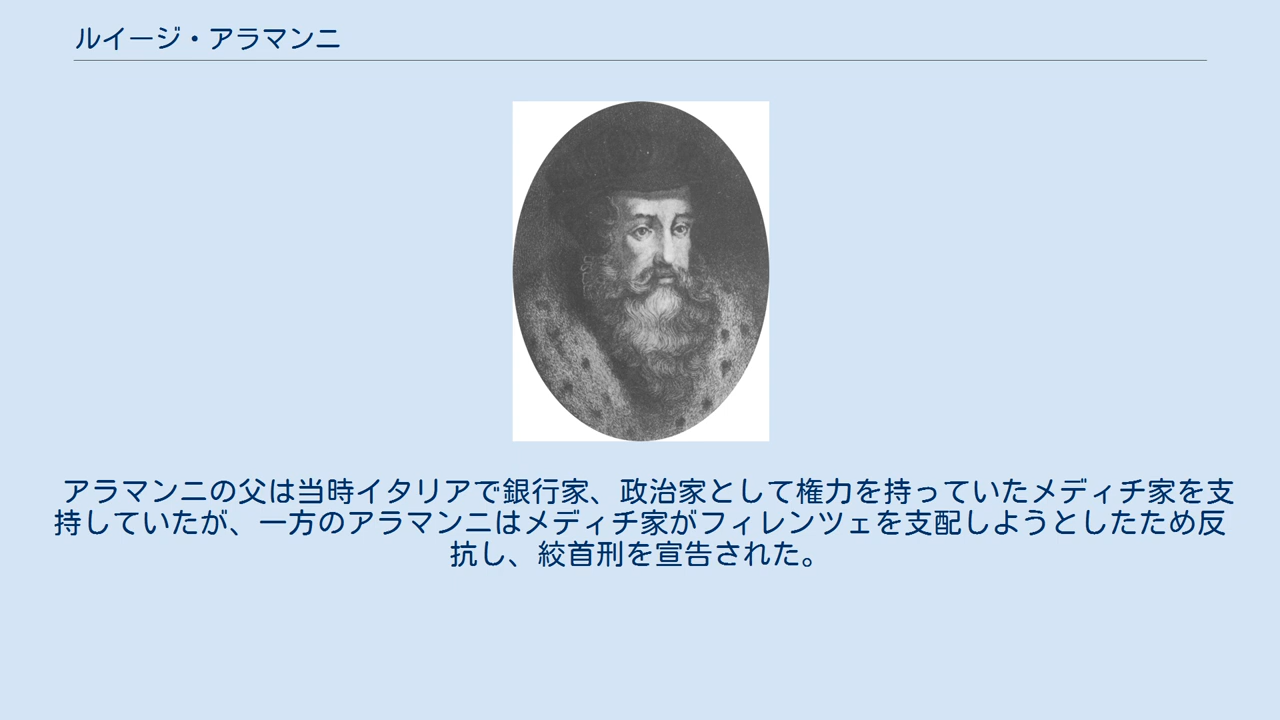 ルイージ・アラマンニ
アラマンニの父は当時イタリアで銀行家、政治家として権力を持っていたメディチ家を支
持していたが、一方のアラマンニはメディチ家がフィレンツェを支配しようとしたため反
抗し、絞首刑を宣告された。